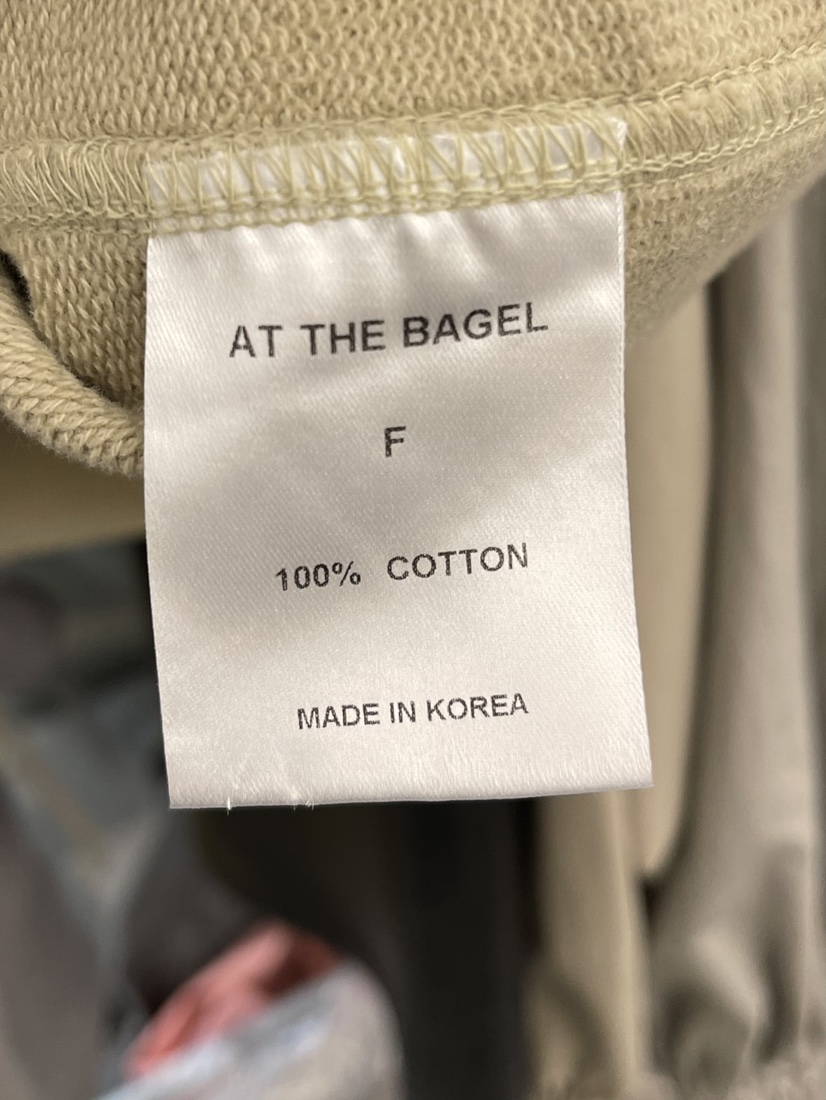 AT THE BAGEL
F
100% COTTON
MADE IN KOREA